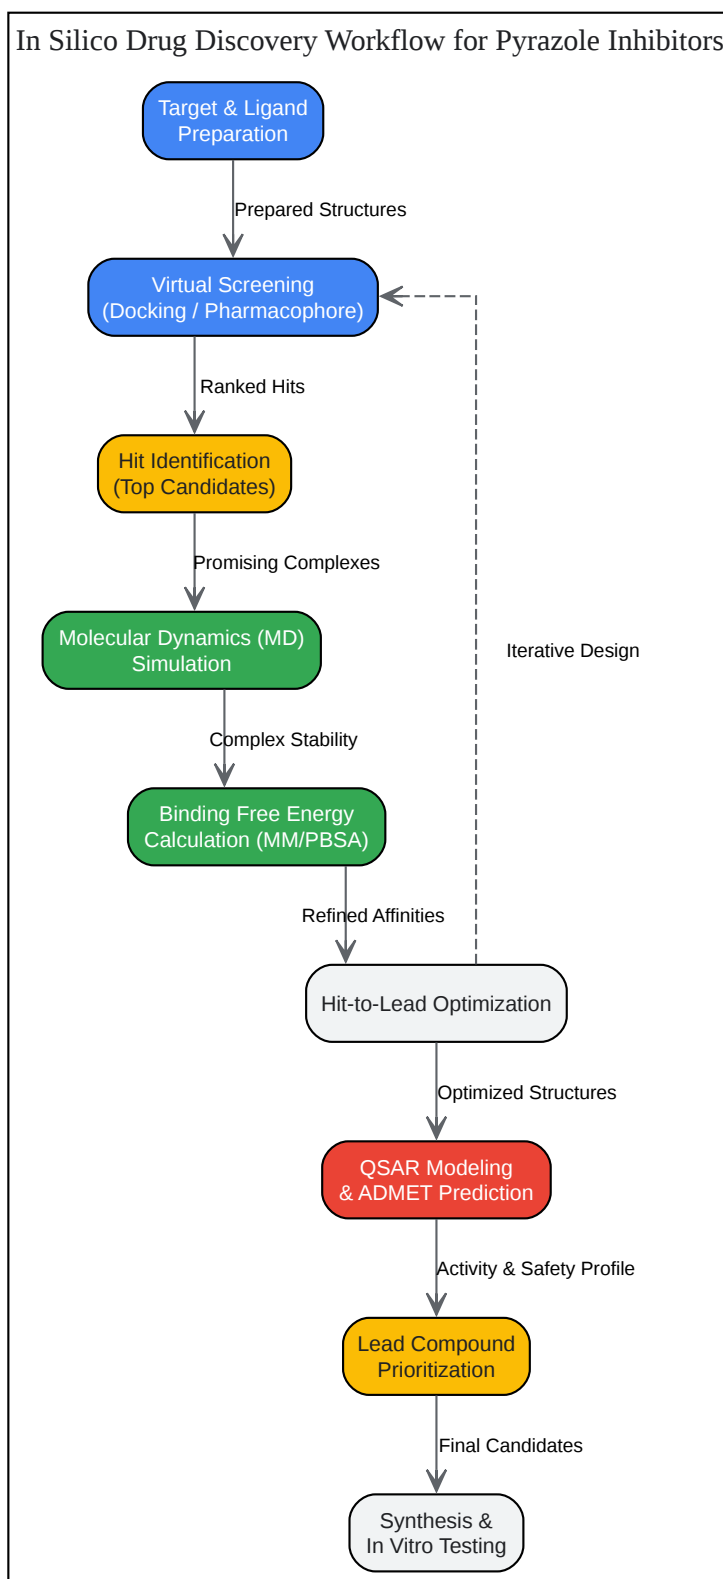 In Silico Drug Discovery Workflow for Pyrazole Inhibitors
Target & Ligand
Preparation
Prepared Structures
Virtual Screening
(Docking / Pharmacophore)
Ranked Hits
Hit Identification
(Top Candidates)
Promising Complexes
Molecular Dynamics (MD)
Simulation
Iterative Design
Complex Stability
Binding Free Energy
Calculation (MM/PBSA)
Refined Affinities
Hit-to-Lead Optimization
Optimized Structures
QSAR Modeling
& ADMET Prediction
Activity & Safety Profile
Lead Compound
Prioritization
Final Candidates
Synthesis &
In Vitro Testing